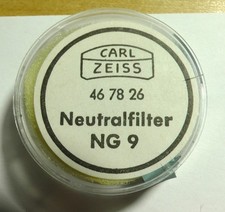 CARL
ZEISS
46 78 26
Neutralfilter
NG 9